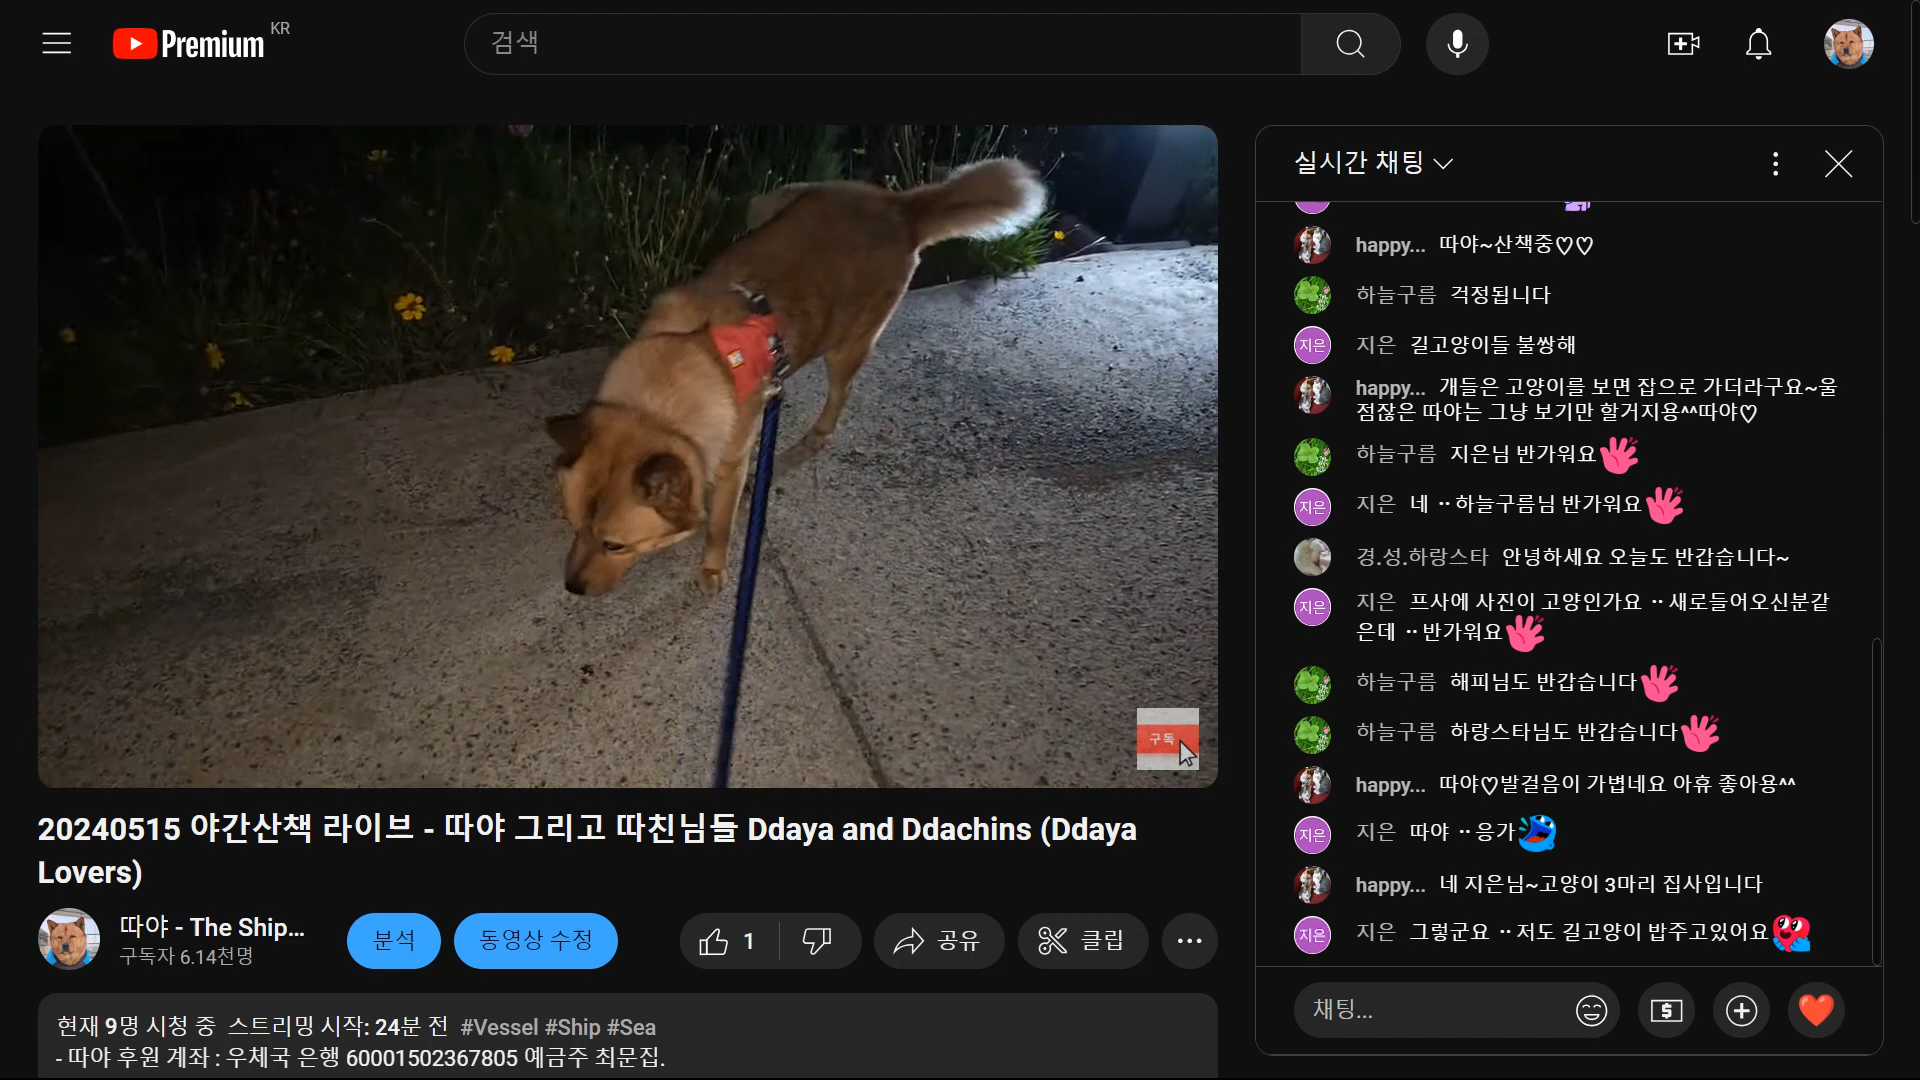 Premium KR
검색
실시간 채팅
happy... 따야~산책중♡♡
하늘구름 걱정됩니다
지은 지은 길고양이들 불쌍해
happy... 개들은 고양이를 보면 집으로 가더라구요~울
점잖은 따야는 그냥 보기만 할거지용^^따야♡
하늘구름 지은님 반가워요
지은 지은 네 ··하늘구름님 반가워요
경.성.하랑스타 안녕하세요 오늘도 반갑습니다~
지은 지은 프사에 사진이 고양인가요 ··새로들어오신분같
은데 ··반가워요
하늘구름 해피님도 반갑습니다
하늘구름 하랑스타님도 반갑습니다
happy... 따야♡발걸음이 가볍네요 아휴 좋아용^^
지은 지은 따야 ··응가
happy... 네 지은님~고양이 3마리 집사입니다
지은 지은 그렇군요 ··저도 길고양이 밥주고있어요
채팅...
구독
20240515 야간산책 라이브 - 따야 그리고 따친님들 Ddaya and Ddachins (Ddaya
Lovers)
따야 - The Ship...
구독자 6.14천명
분석
동영상 수정
1
공유
클립
현재 9명 시청 중 스트리밍 시작: 24분 전 #Vessel #Ship #Sea
- 따야 후원 계좌 : 우체국 은행 60001502367805 예금주 최문집.